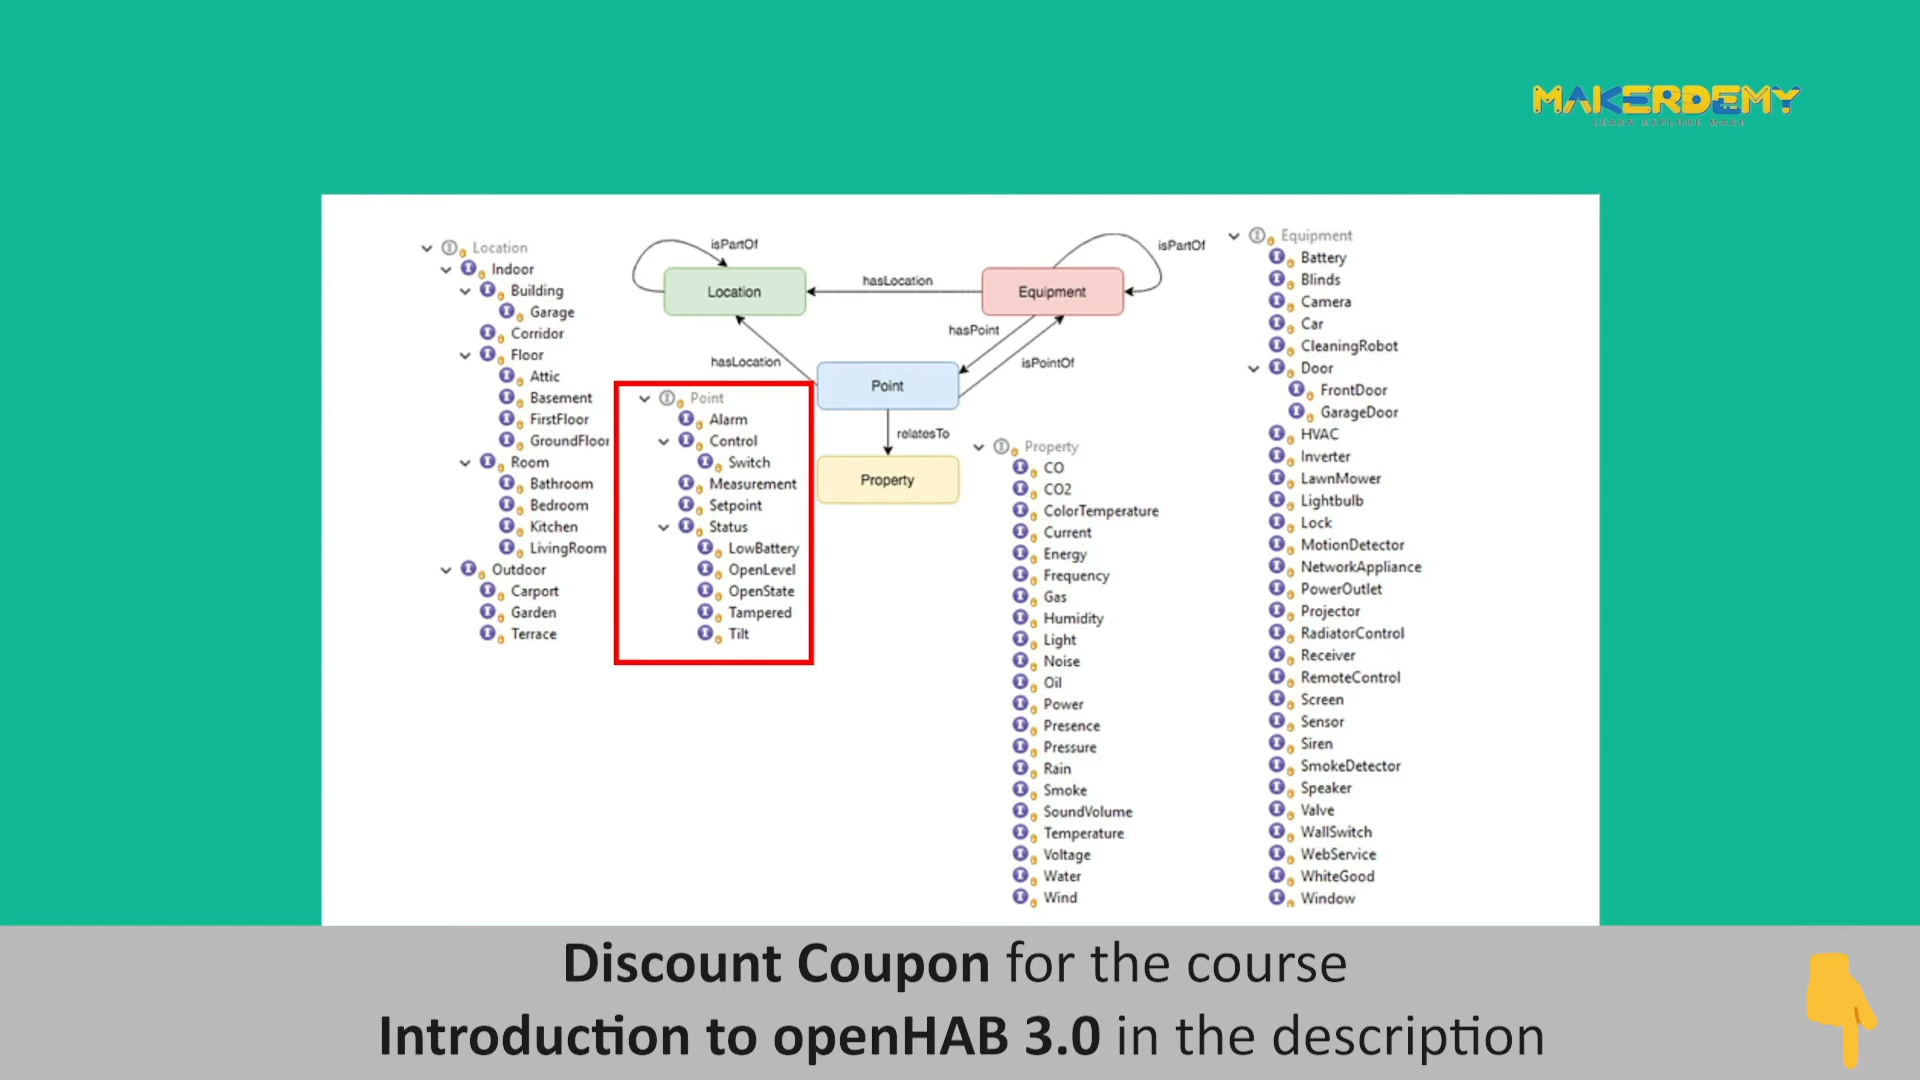 MAKERDEMY
LEARN EXPLORE MAKE
Location
Indoor
Building
Garage
Corridor
Floor
Attic
Basement
FirstFloor
GroundFloor
Room
Bathroom
Bedroom
Kitchen
LivingRoom
Outdoor
Carport
Garden
Terrace
isPartOf
Location
hasLocation
Equipment
isPartOf
hasPoint
isPointOf
hasLocation
Point
relatesTo
Property
Point
Alarm
Control
Switch
Measurement
Setpoint
Status
LowBattery
OpenLevel
OpenState
Tampered
Tilt
Property
CO
CO2
ColorTemperature
Current
Energy
Frequency
Gas
Humidity
Light
Noise
Oil
Power
Presence
Pressure
Rain
Smoke
SoundVolume
Temperature
Voltage
Water
Wind
Equipment
Battery
Blinds
Camera
Car
CleaningRobot
Door
FrontDoor
GarageDoor
HVAC
Inverter
LawnMower
Lightbulb
Lock
MotionDetector
NetworkAppliance
PowerOutlet
Projector
RadiatorControl
Receiver
RemoteControl
Screen
Sensor
Siren
SmokeDetector
Speaker
Valve
WallSwitch
WebService
WhiteGood
Window
Discount Coupon for the course
Introduction to openHAB 3.0 in the description